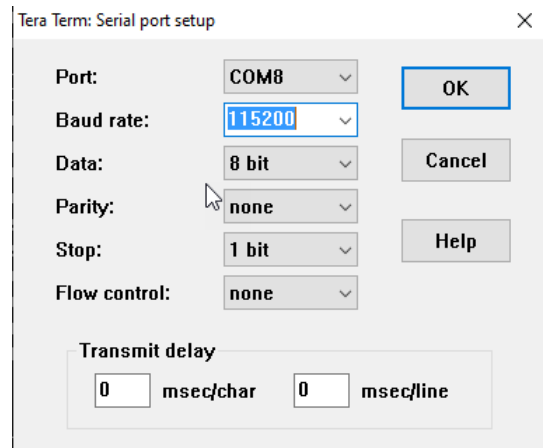 Tera Term: Serial port setup
Port: COM8 OK
Baud rate: 115200
Data: 8 bit Cancel
Parity: none
Stop: 1 bit Help
Flow control: none
Transmit delay
0 msec/char 0 msec/line